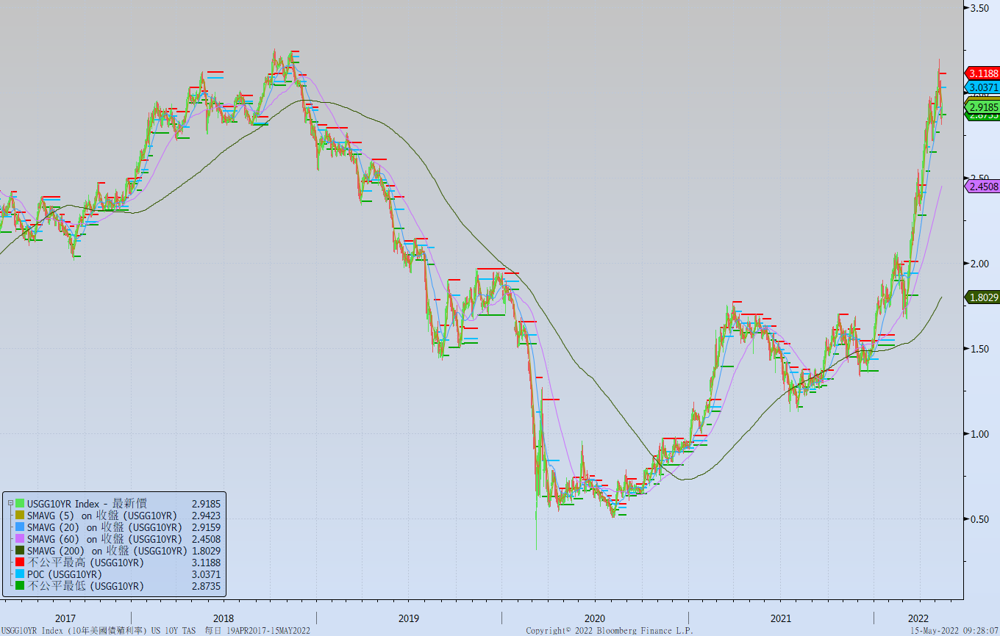 3.50
3.1188
3.0371
2.9185
2.8735
2.50
2.4508
2.00
1.8029
1.50
1.00
0.50
USGG10YR Index - 最新價 2.9185
SMAVG (5) on 收盤 (USGG10YR) 2.9423
SMAVG (20) on 收盤 (USGG10YR) 2.9159
SMAVG (60) on 收盤 (USGG10YR) 2.4508
SMAVG (200) on 收盤 (USGG10YR) 1.8029
不公平最高 (USGG10YR) 3.1188
POC (USGG10YR) 3.0371
不公平最低 (USGG10YR) 2.8735
2017 2018 2019 2020 2021 2022
USGG10YR Index (10年美國債殖利率) US 10Y TAS 每日 19APR2017-15MAY2022 Copyright© 2022 Bloomberg Finance L.P. 15-May-2022 09:28:07